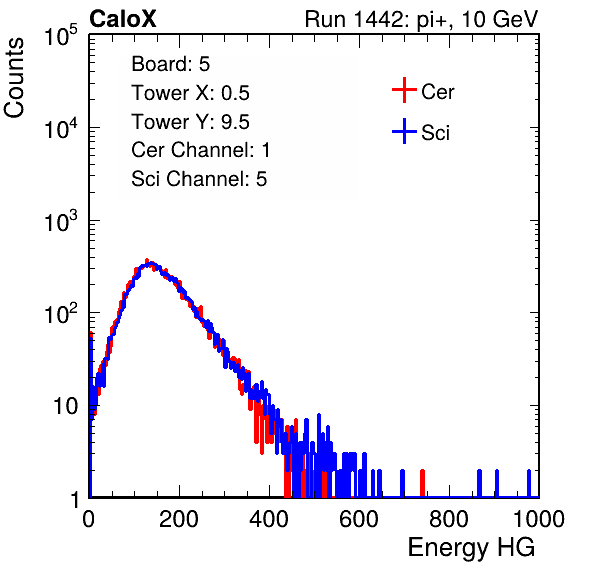 CaloX Run 1442: pi+, 10 GeV
Counts
10^5
10^4
10^3
10^2
10
1
Board: 5
Tower X: 0.5
Tower Y: 9.5
Cer Channel: 1
Sci Channel: 5
Cer
Sci
0 200 400 600 800 1000
Energy HG